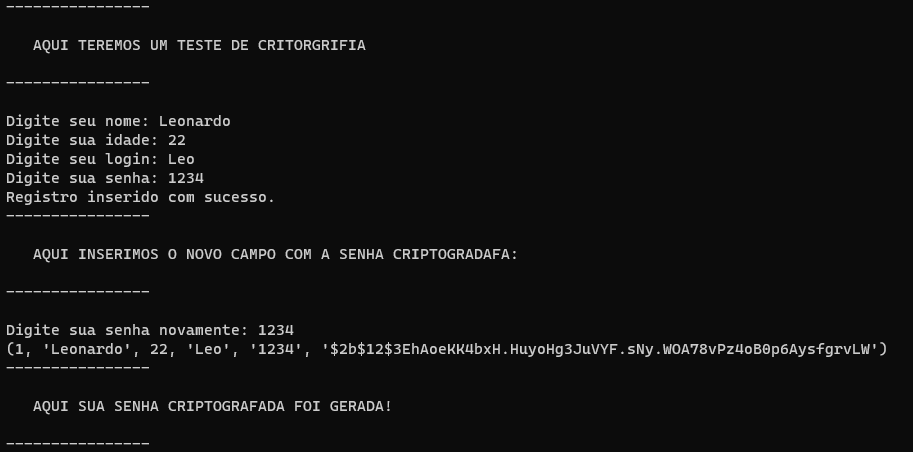 ----------------
AQUI TEREMOS UM TESTE DE CRITORGRIFIA
----------------
Digite seu nome: Leonardo
Digite sua idade: 22
Digite seu login: Leo
Digite sua senha: 1234
Registro inserido com sucesso.
----------------
AQUI INSERIMOS O NOVO CAMPO COM A SENHA CRIPTOGRADAFA:
----------------
Digite sua senha novamente: 1234
(1, 'Leonardo', 22, 'Leo', '1234', '$2b$12$3EhAoeKK4bxH.HuyoHg3JuVYF.sNy.WOA78vPz4oB0p6AysfgrvLW')
----------------
AQUI SUA SENHA CRIPTOGRAFADA FOI GERADA!
----------------